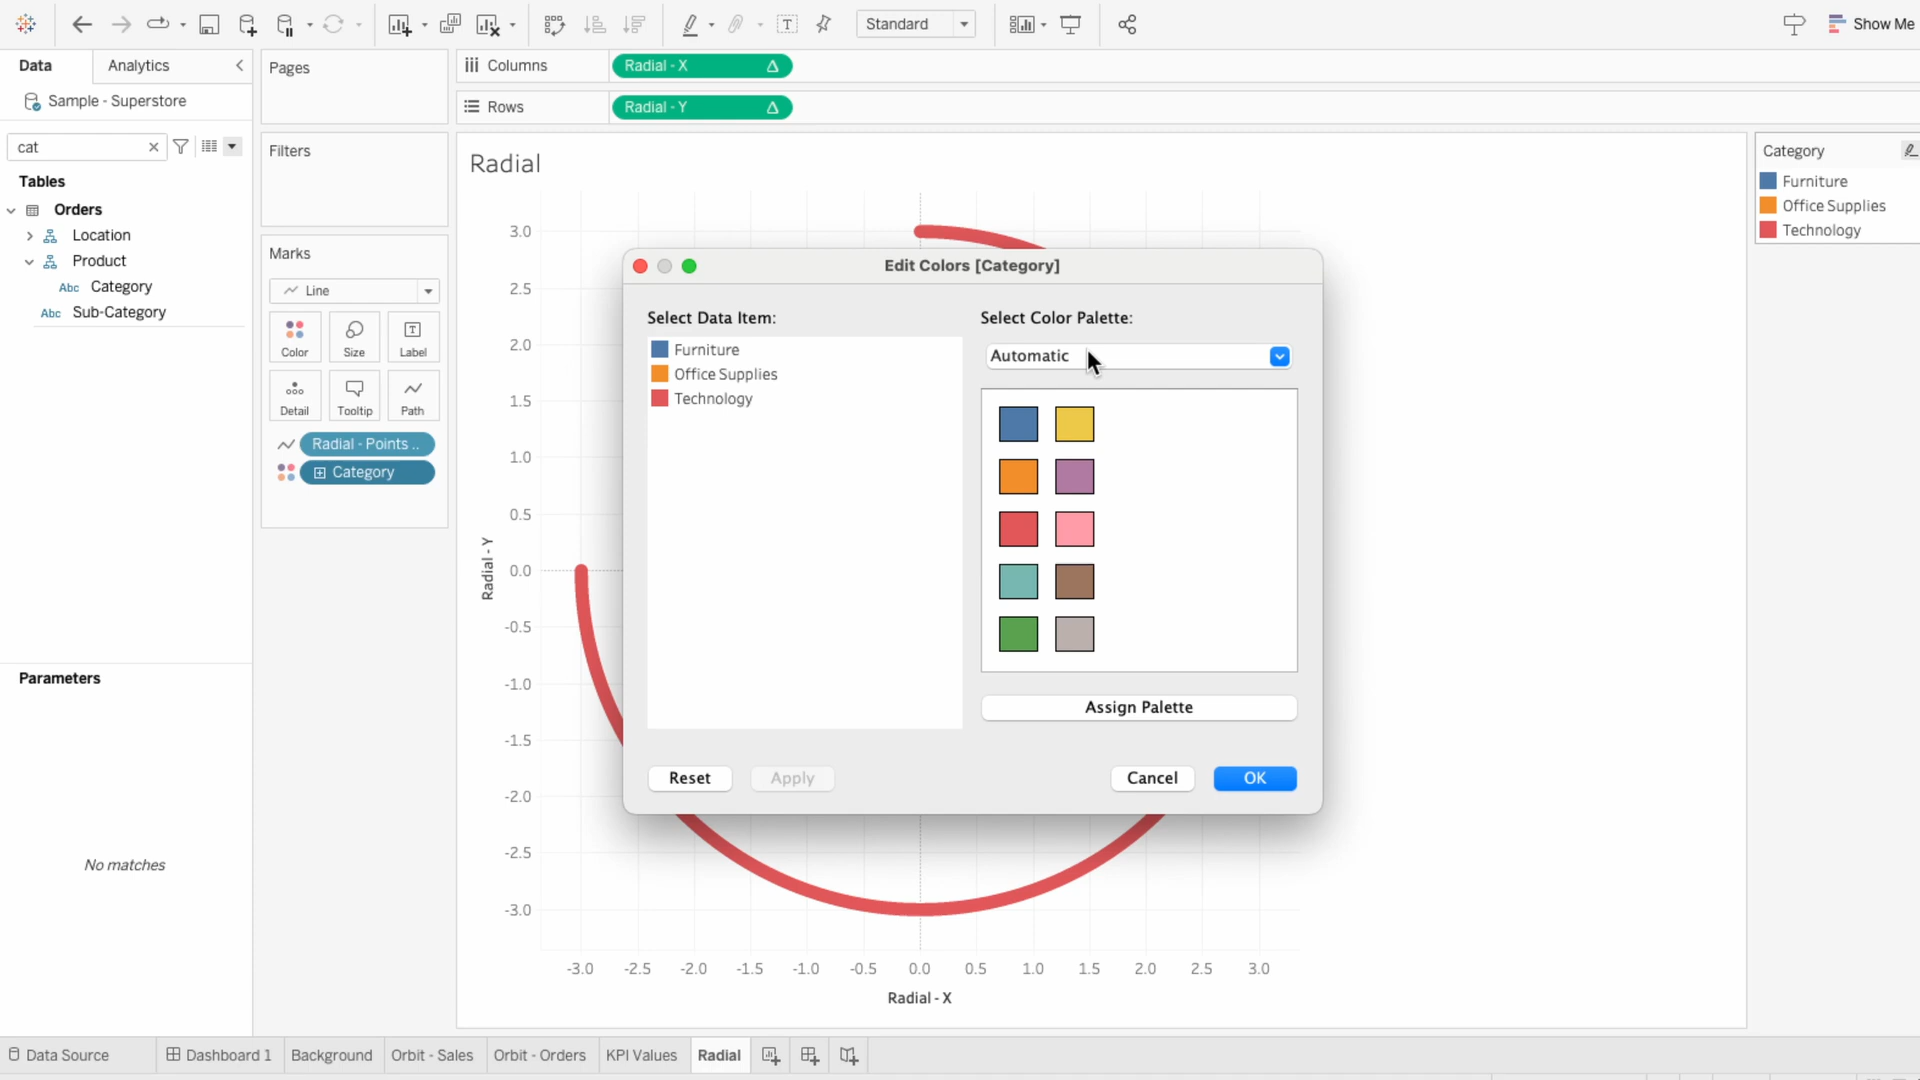 Standard
Show Me
Data
Analytics
Pages
Columns
Radial - X
Sample - Superstore
Rows
Radial - Y
cat
Filters
Tables
Orders
Location
Product
Abc Category
Abc Sub-Category
Marks
Line
Color
Size
Label
Detail
Tooltip
Path
Radial - Points ..
Category
Parameters
No matches
Radial
3.0
2.5
2.0
1.5
1.0
0.5
0.0
-0.5
-1.0
-1.5
-2.0
-2.5
-3.0
Radial - Y
-3.0
-2.5
-2.0
-1.5
-1.0
-0.5
0.0
0.5
1.0
1.5
2.0
2.5
3.0
Radial - X
Edit Colors [Category]
Select Data Item:
Furniture
Office Supplies
Technology
Select Color Palette:
Automatic
Assign Palette
Reset
Apply
Cancel
OK
Category
Furniture
Office Supplies
Technology
Data Source
Dashboard 1
Background
Orbit - Sales
Orbit - Orders
KPI Values
Radial